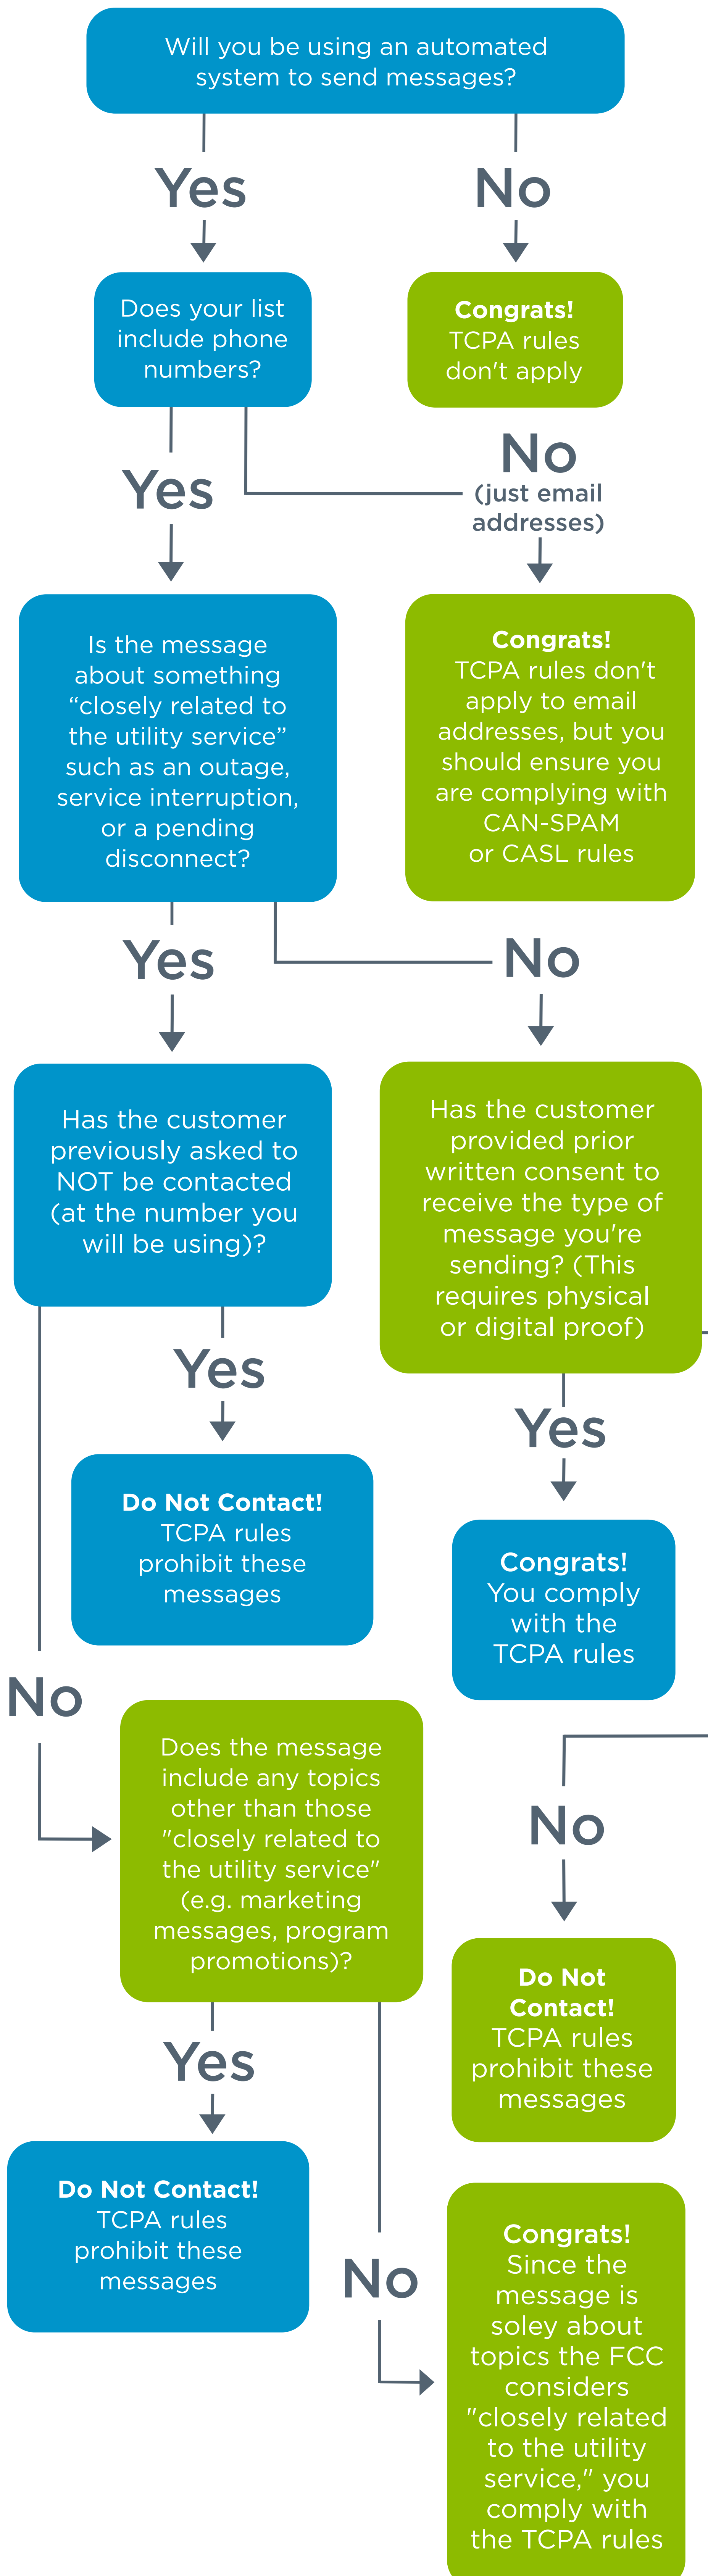 Will you be using an automated
system to send messages?
Yes
No
Does your list
include phone
numbers?
Congrats!
TCPA rules
don't apply
Yes
No
(just email
addresses)
Is the message
about something
“closely related to
the utility service”
such as an outage,
service interruption,
or a pending
disconnect?
Congrats!
TCPA rules don't
apply to email
addresses, but you
should ensure you
are complying with
CAN-SPAM
or CASL rules
Yes
No
Has the customer
previously asked to
NOT be contacted
(at the number you
will be using)?
Has the customer
provided prior
written consent to
receive the type of
message you're
sending? (This
requires physical
or digital proof)
Yes
Yes
Do Not Contact!
TCPA rules
prohibit these
messages
Congrats!
You comply
with the
TCPA rules
No
Does the message
include any topics
other than those
"closely related to
the utility service"
(e.g. marketing
messages, program
promotions)?
No
Do Not
Contact!
TCPA rules
prohibit these
messages
Yes
Do Not Contact!
TCPA rules
prohibit these
messages
No
Congrats!
Since the
message is
soley about
topics the FCC
considers
"closely related
to the utility
service," you
comply with
the TCPA rules